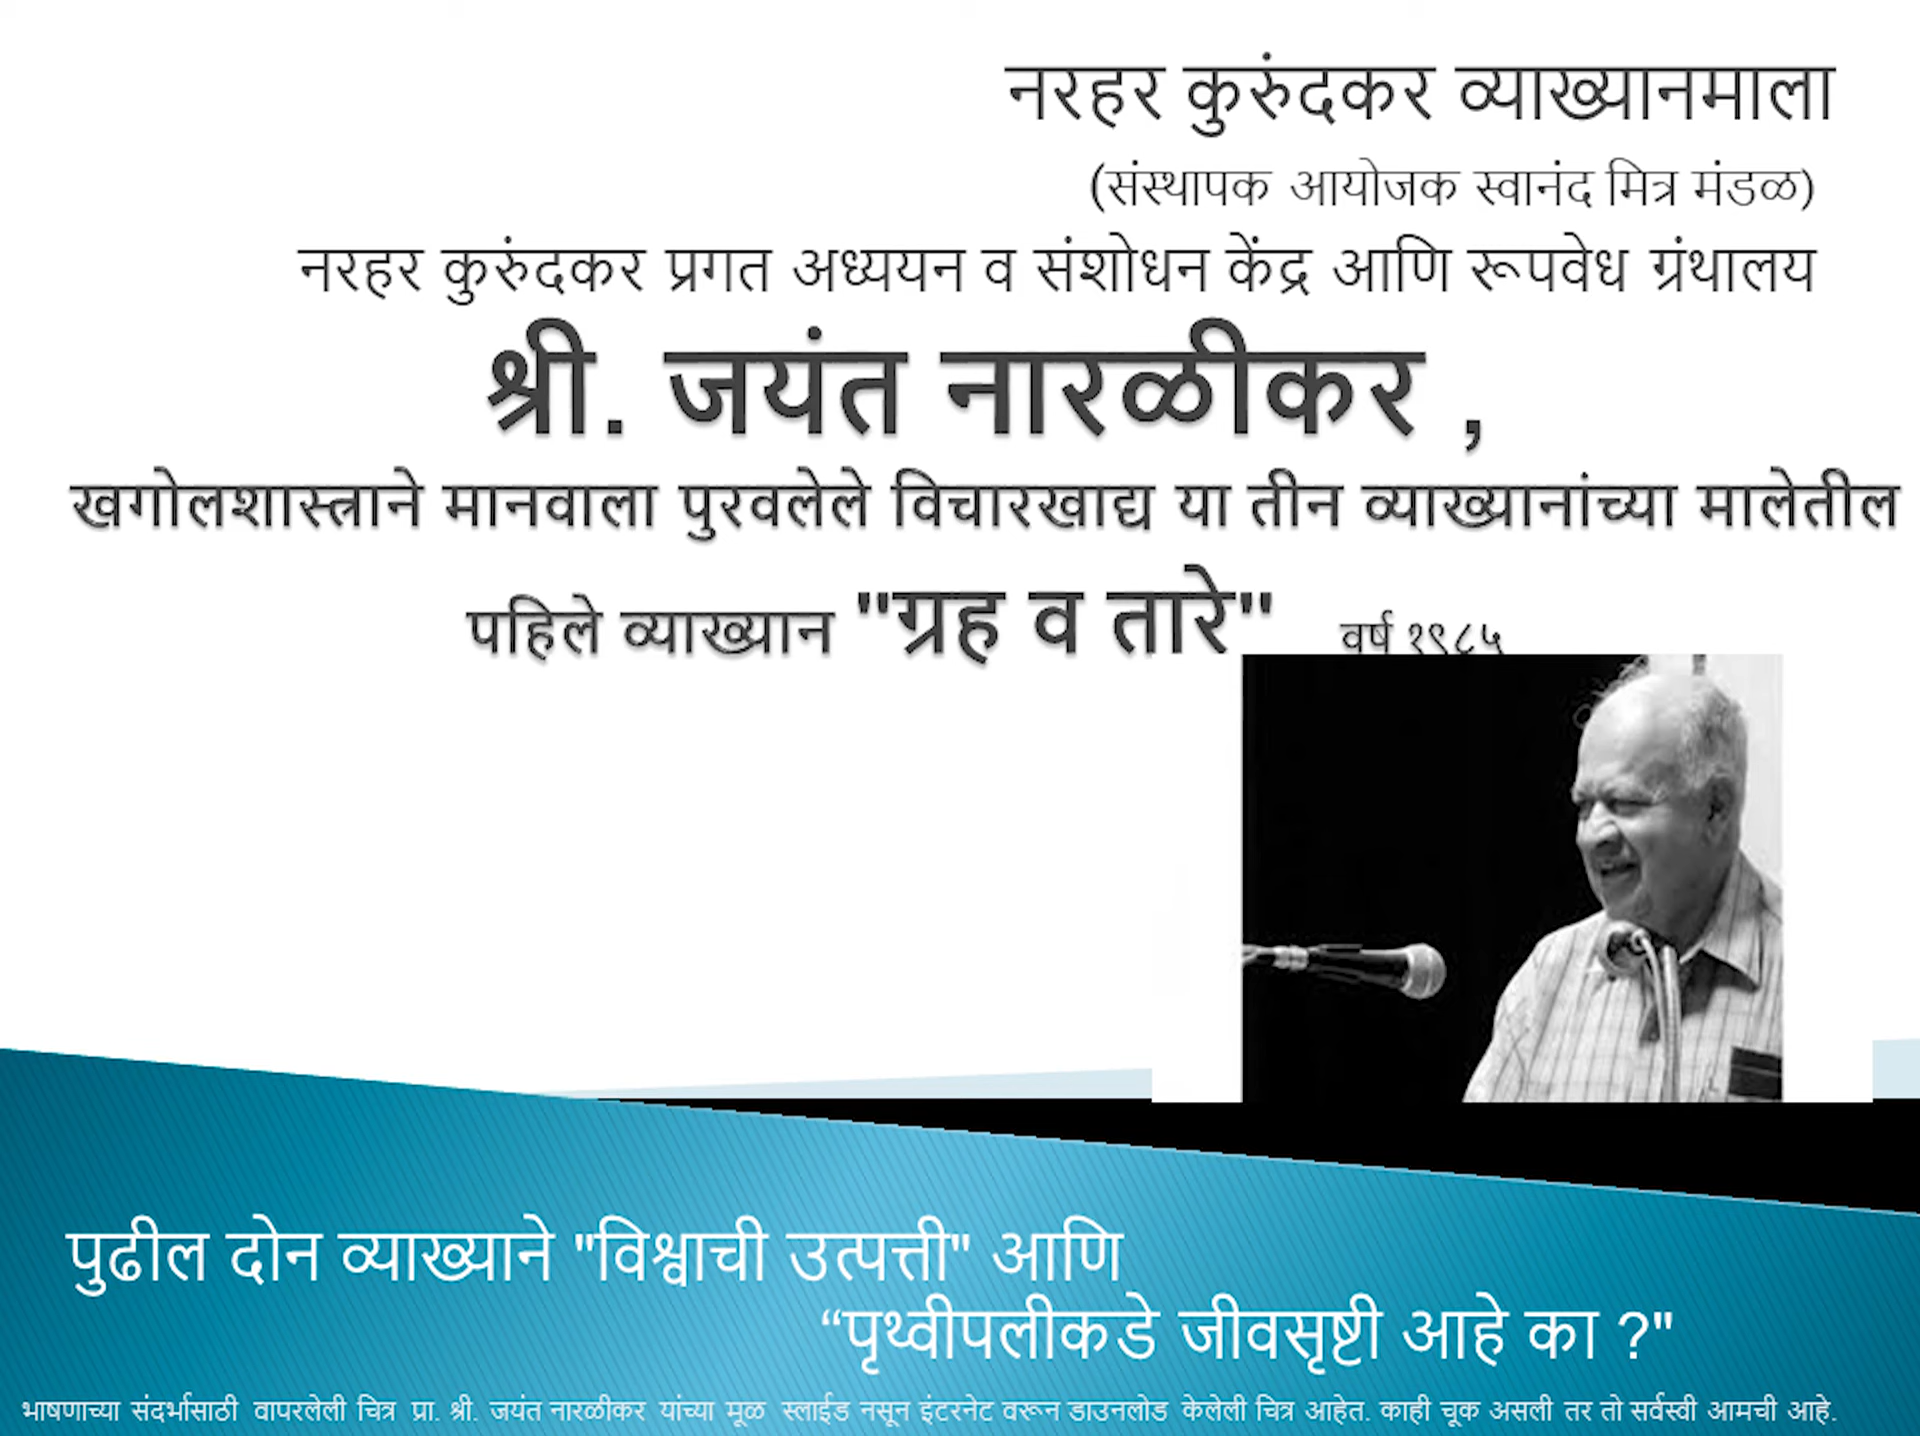 नरहर कुरुंदकर व्याख्यानमाला
(संस्थापक आयोजक स्वानंद मित्र मंडळ)
नरहर कुरुंदकर प्रगत अध्ययन व संशोधन केंद्र आणि रूपवेध ग्रंथालय
श्री. जयंत नारळीकर ,
खगोलशास्त्राने मानवाला पुरवलेले विचारखाद्य या तीन व्याख्यानांच्या मालेतील
पहिले व्याख्यान "ग्रह व तारे" वर्ष १९८५
पुढील दोन व्याख्याने "विश्वाची उत्पत्ती" आणि
“पृथ्वीपलीकडे जीवसृष्टी आहे का ?"
भाषणाच्या संदर्भासाठी वापरलेली चित्र प्रा. श्री. जयंत नारळीकर यांच्या मूळ स्लाईड नसून इंटरनेट वरून डाउनलोड केलेली चित्र आहेत. काही चूक असली तर तो सर्वस्वी आमची आहे.